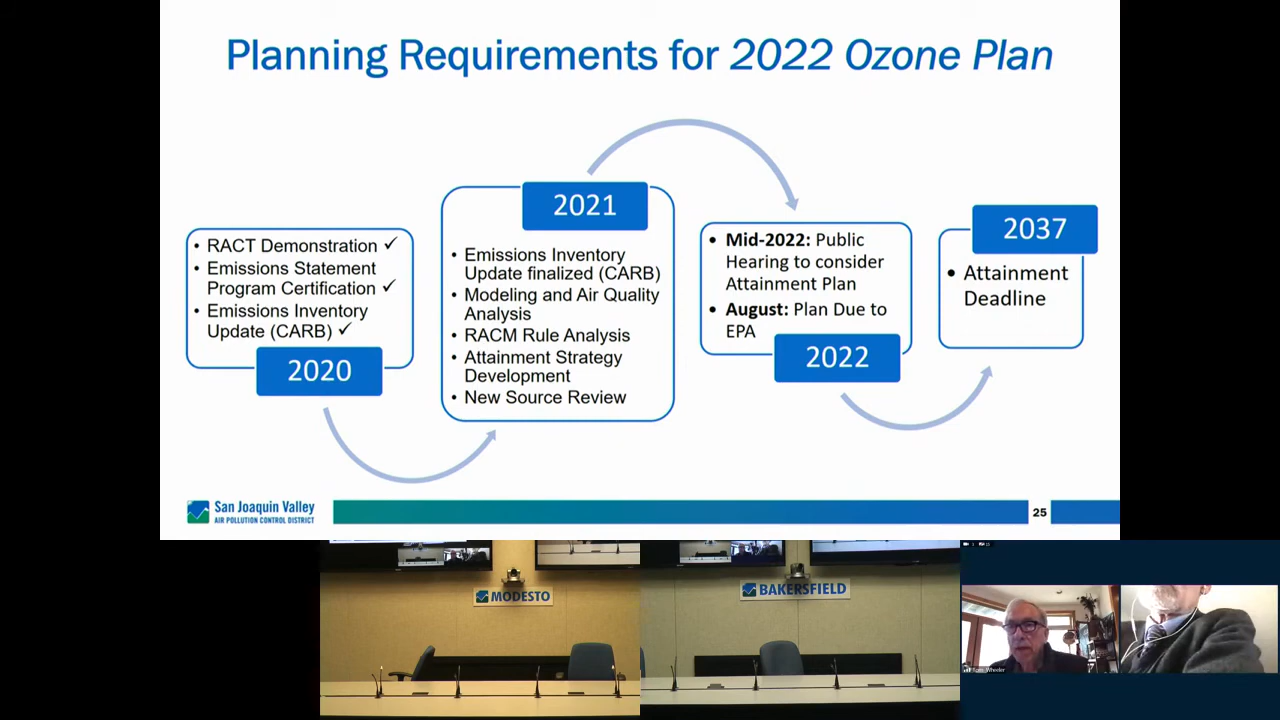 Planning Requirements for 2022 Ozone Plan
• RACT Demonstration ✓
• Emissions Statement
Program Certification ✓
• Emissions Inventory
Update (CARB) ✓
2020
2021
• Emissions Inventory
Update finalized (CARB)
• Modeling and Air Quality
Analysis
• RACM Rule Analysis
• Attainment Strategy
Development
• New Source Review
• Mid-2022: Public
Hearing to consider
Attainment Plan
• August: Plan Due to
EPA
2022
2037
• Attainment
Deadline
San Joaquin Valley
AIR POLLUTION CONTROL DISTRICT
25
MODESTO
BAKERSFIELD
Wheeler